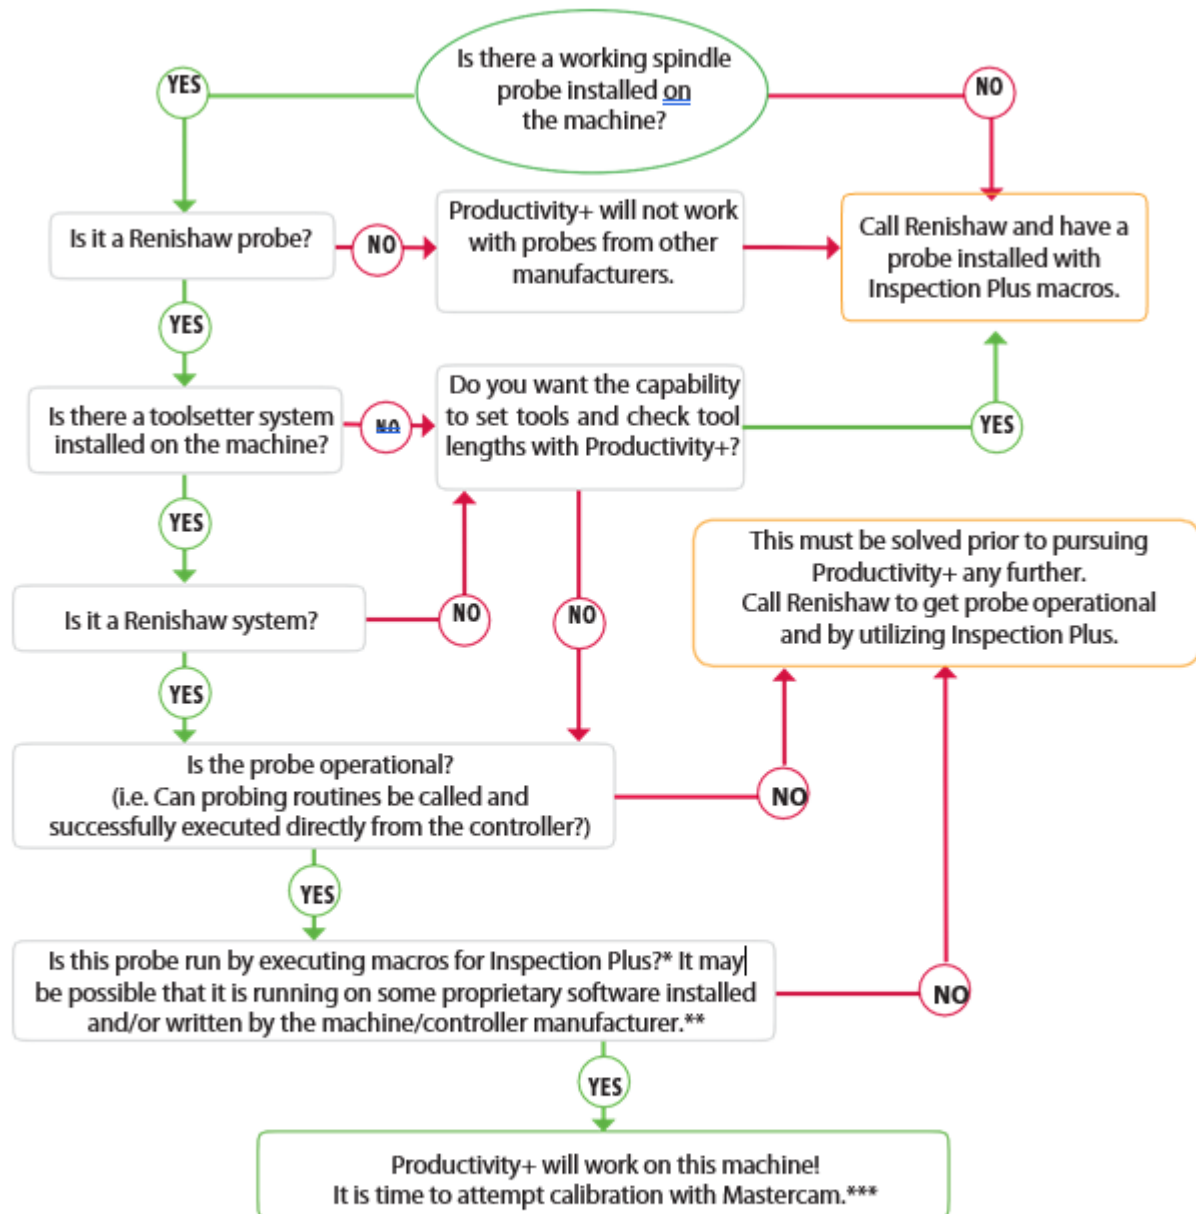 Is there a working spindle
probe installed on
the machine?
YES
NO
Is it a Renishaw probe?
NO
Productivity+ will not work
with probes from other
manufacturers.
Call Renishaw and have a
probe installed with
Inspection Plus macros.
YES
Is there a toolsetter system
installed on the machine?
NO
Do you want the capability
to set tools and check tool
lengths with Productivity+?
YES
YES
Is it a Renishaw system?
NO
NO
This must be solved prior to pursuing
Productivity+ any further.
Call Renishaw to get probe operational
and by utilizing Inspection Plus.
YES
Is the probe operational?
(i.e. Can probing routines be called and
successfully executed directly from the controller?)
NO
YES
Is this probe run by executing macros for Inspection Plus?* It may
be possible that it is running on some proprietary software installed
and/or written by the machine/controller manufacturer.**
NO
YES
Productivity+ will work on this machine!
It is time to attempt calibration with Mastercam.***